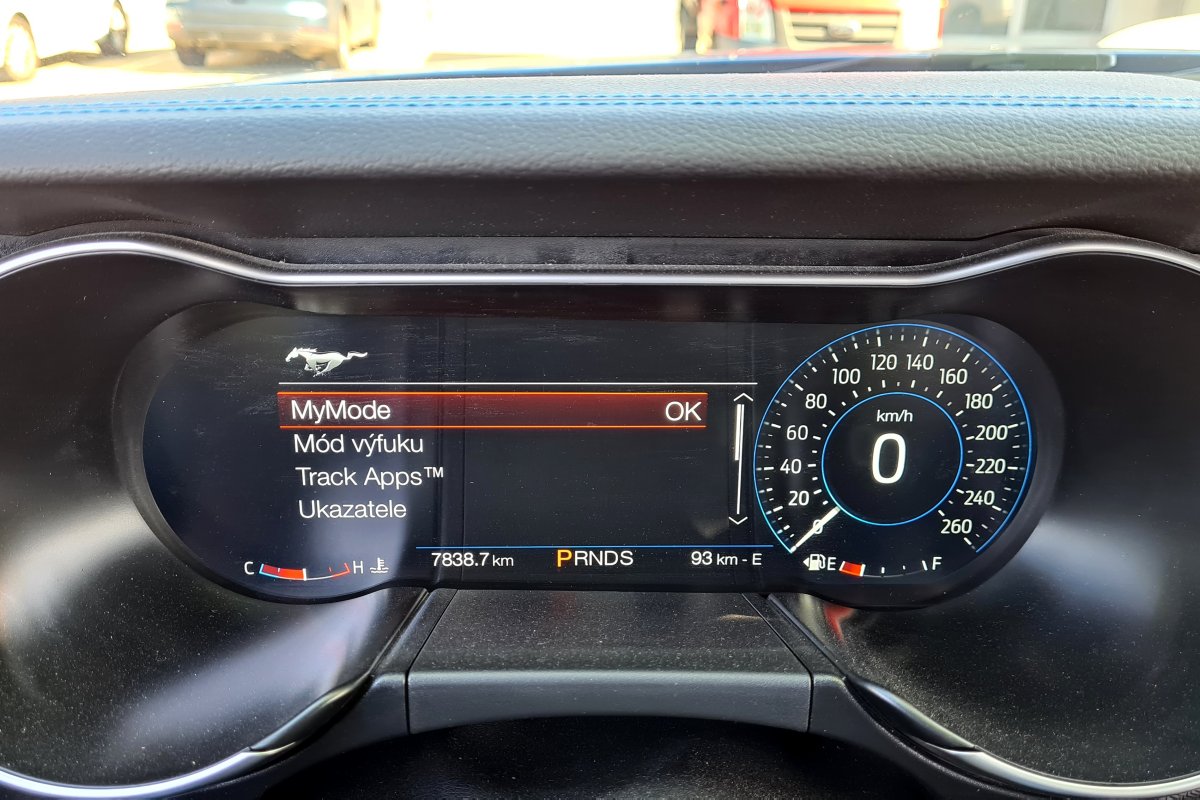 MyMode OK
Mód výfuku
Track Apps™
Ukazatele
C H
7838.7 km PRNDS 93 km - E
E F
km/h
0
0
20
40
60
80
100
120
140
160
180
200
220
240
260